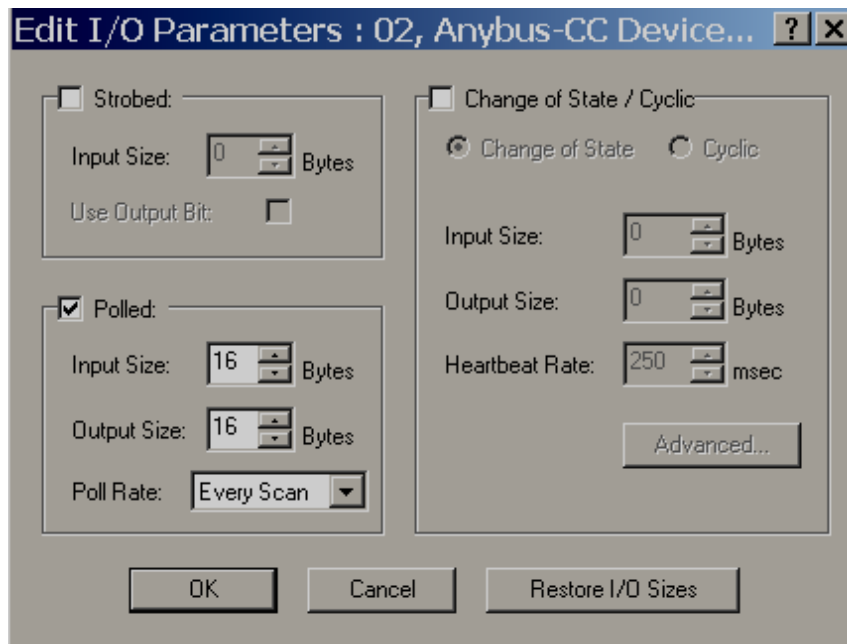 Edit I/O Parameters : 02, Anybus-CC Device... ? X
Strobed:
Input Size: 0 Bytes
Use Output Bit:
Polled:
Input Size: 16 Bytes
Output Size: 16 Bytes
Poll Rate: Every Scan
Change of State / Cyclic
Change of State Cyclic
Input Size: 0 Bytes
Output Size: 0 Bytes
Heartbeat Rate: 250 msec
Advanced...
OK Cancel Restore I/O Sizes